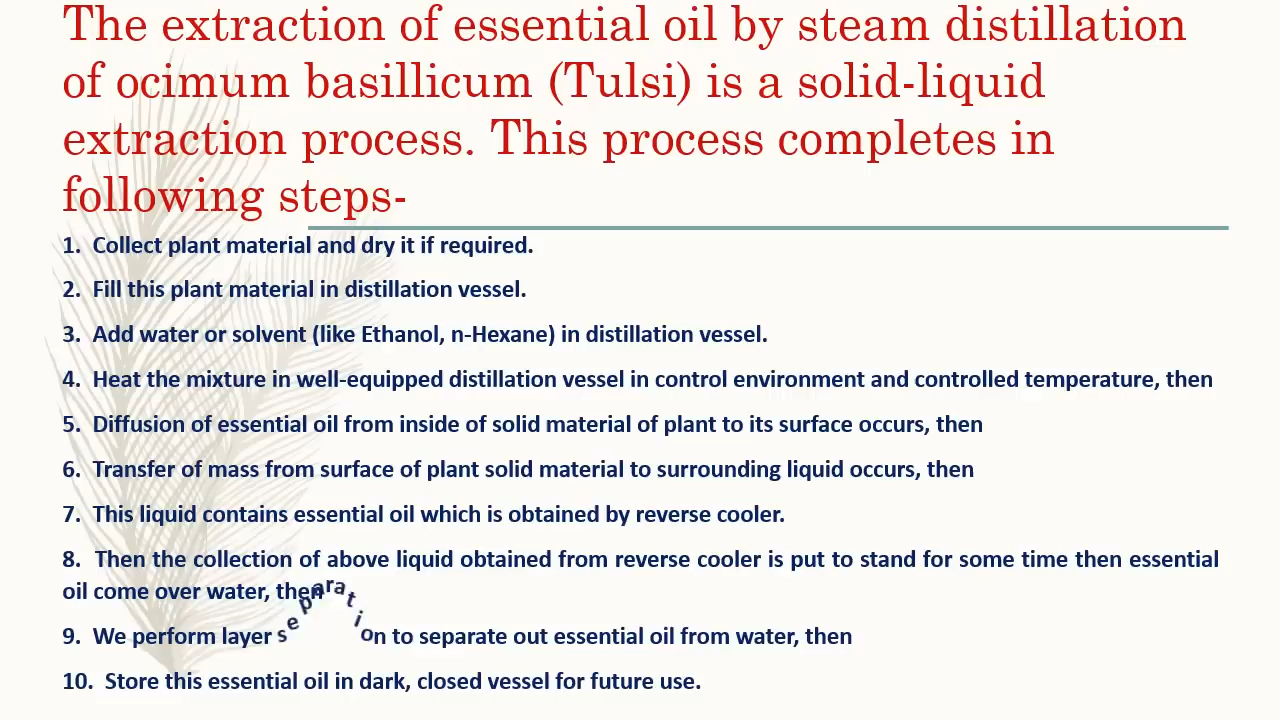 The extraction of essential oil by steam distillation
of ocimum basillicum (Tulsi) is a solid-liquid
extraction process. This process completes in
following steps-
1. Collect plant material and dry it if required.
2. Fill this plant material in distillation vessel.
3. Add water or solvent (like Ethanol, n-Hexane) in distillation vessel.
4. Heat the mixture in well-equipped distillation vessel in control environment and controlled temperature, then
5. Diffusion of essential oil from inside of solid material of plant to its surface occurs, then
6. Transfer of mass from surface of plant solid material to surrounding liquid occurs, then
7. This liquid contains essential oil which is obtained by reverse cooler.
8. Then the collection of above liquid obtained from reverse cooler is put to stand for some time then essential
oil come over water, then
9. We perform layer separation to separate out essential oil from water, then
10. Store this essential oil in dark, closed vessel for future use.